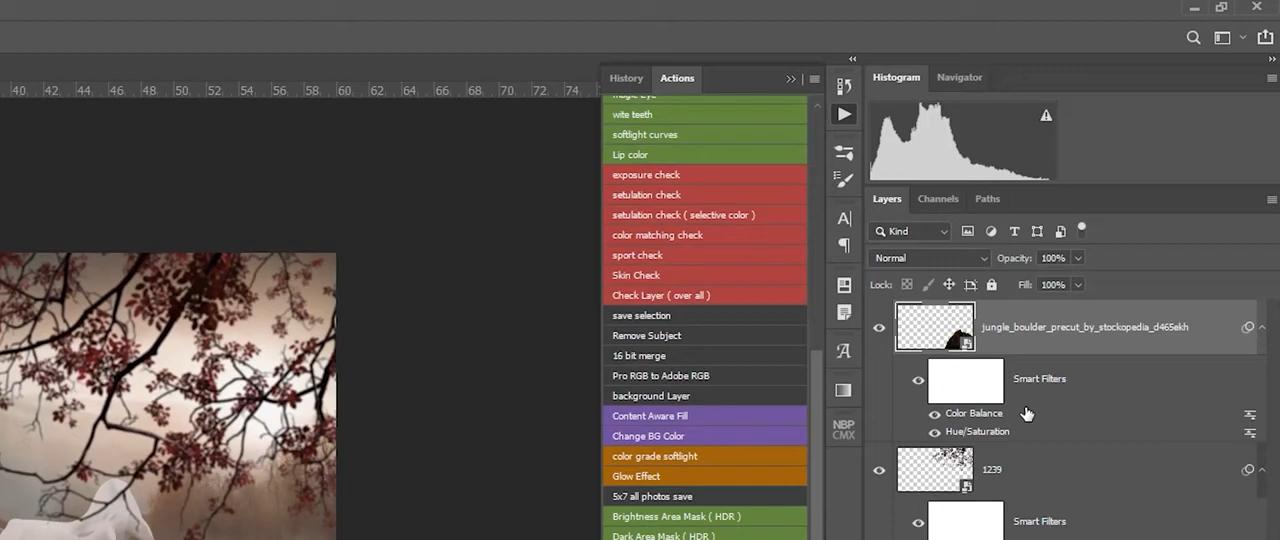 40. 42. 44. 46. 48. 50. 52. 54. 56. 58. 60. 62. 64. 66. 68. 70. 72. 74.
History Actions
Histogram Navigator
wite teeth
softlight curves
Lip color
exposure check
setulation check
setulation check ( selective color )
color matching check
sport check
Skin Check
Check Layer ( over all )
save selection
Remove Subject
16 bit merge
Pro RGB to Adobe RGB
background Layer
Content Aware Fill
Change BG Color
color grade softlight
Glow Effect
5x7 all photos save
Brightness Area Mask ( HDR )
Dark Area Mask ( HDR )
NBP
CMX
Layers Channels Paths
Kind
Normal Opacity: 100%
Lock: Fill: 100%
jungle_boulder_precut_by_stockopedia_d465ekh
Smart Filters
Color Balance
Hue/Saturation
1239
Smart Filters